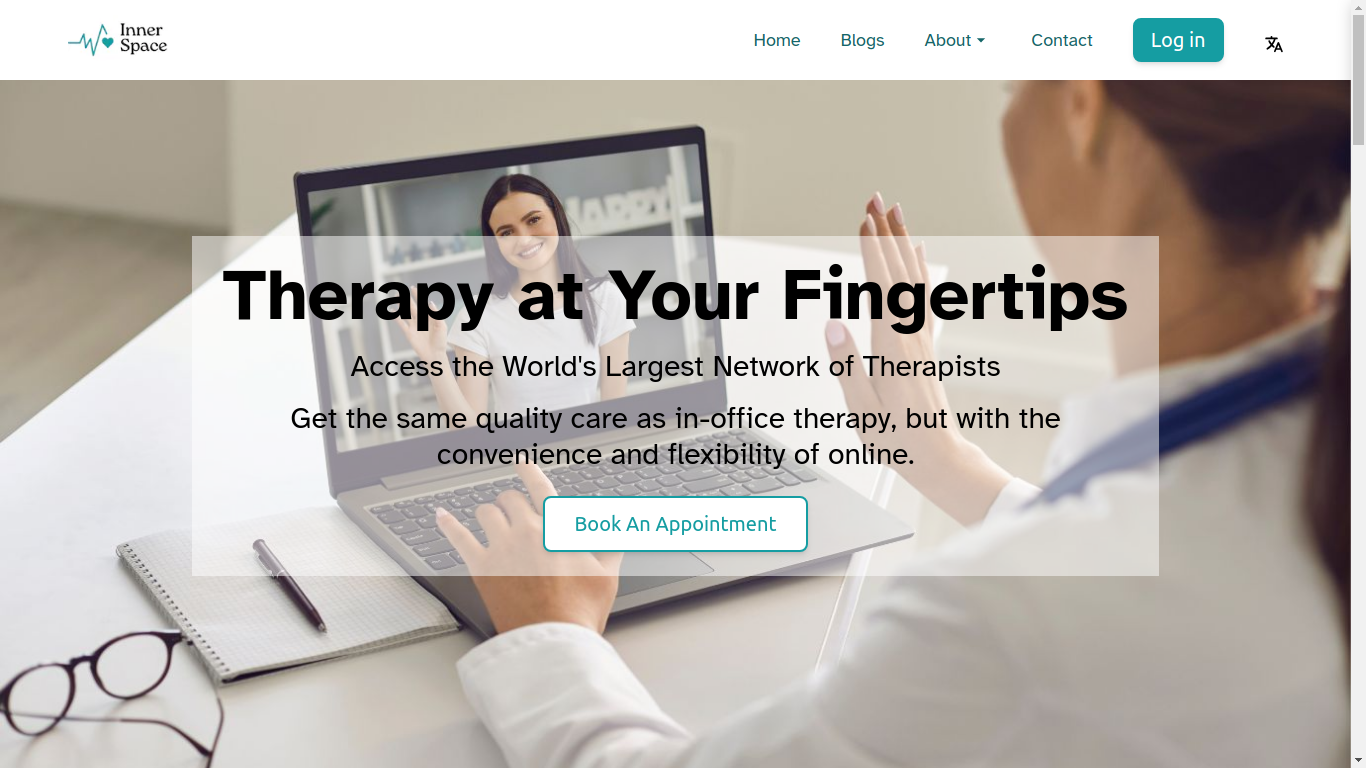 Inner
Space
Home
Blogs
About
Contact
Log in
HAPPY
Therapy at Your Fingertips
Access the World's Largest Network of Therapists
Get the same quality care as in-office therapy, but with the
convenience and flexibility of online.
Book An Appointment